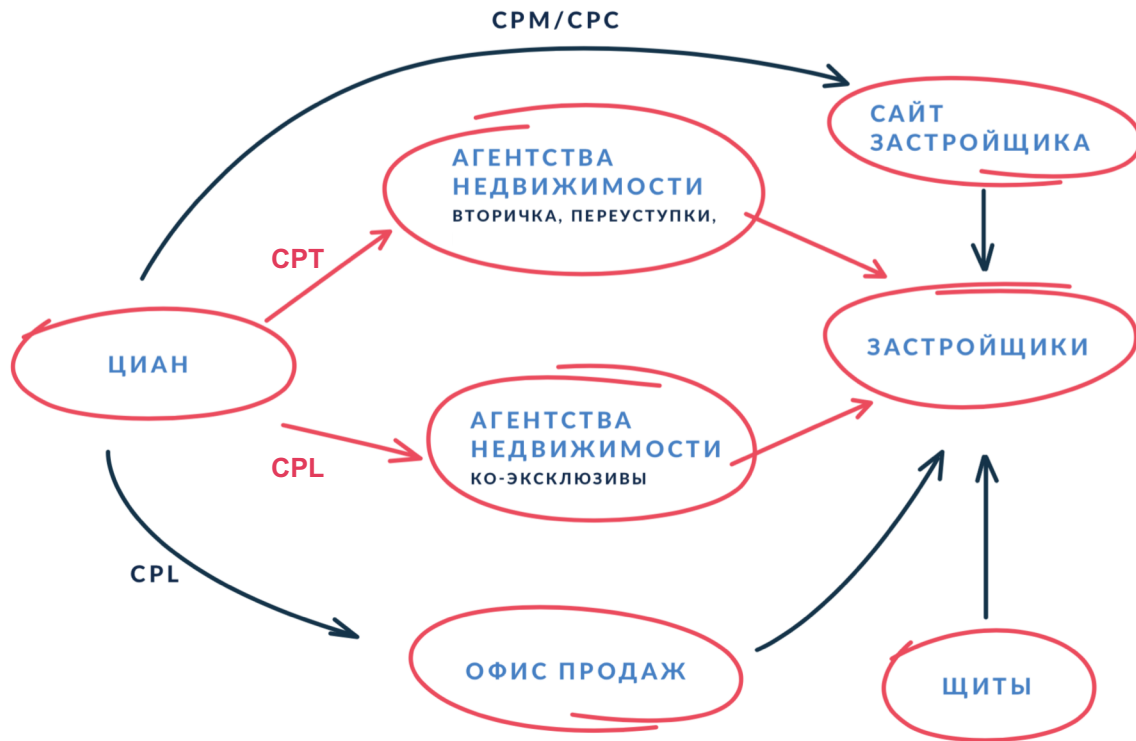 CPM/CPC
САЙТ
ЗАСТРОЙЩИКА
АГЕНТСТВА
НЕДВИЖИМОСТИ
ВТОРИЧКА, ПЕРЕУСТУПКИ,
CPT
ЦИАН
ЗАСТРОЙЩИКИ
АГЕНТСТВА
НЕДВИЖИМОСТИ
КО-ЭКСКЛЮЗИВЫ
CPL
CPL
ОФИС ПРОДАЖ
ЩИТЫ